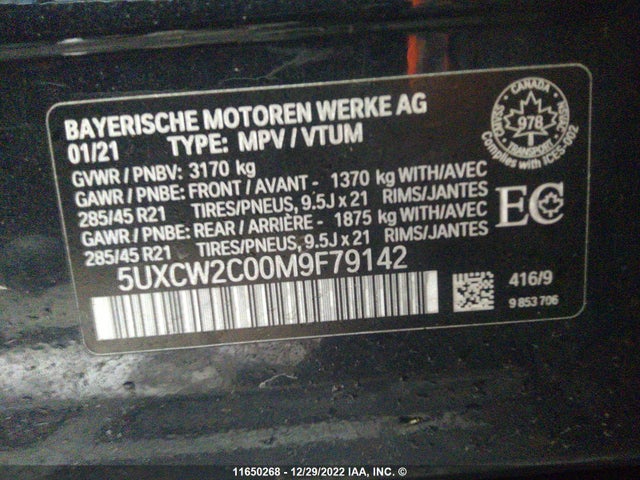 BAYERISCHE MOTOREN WERKE AG
01/21 TYPE: MPV / VTUM
GVWR / PNBV: 3170 kg
GAWR / PNBE: FRONT / AVANT - 1370 kg WITH/AVEC
285/45 R21 TIRES/PNEUS, 9.5J x 21 RIMS/JANTES
GAWR / PNBE: REAR / ARRIÈRE - 1875 kg WITH/AVEC
285/45 R21 TIRES/PNEUS, 9.5J x 21 RIMS/JANTES
5UXCW2C00M9F79142
CANADA
978
TRANSPORT
Complies with ICES-002
EC
416/9
9 853 706
11650268 - 12/29/2022 IAA, INC. ©